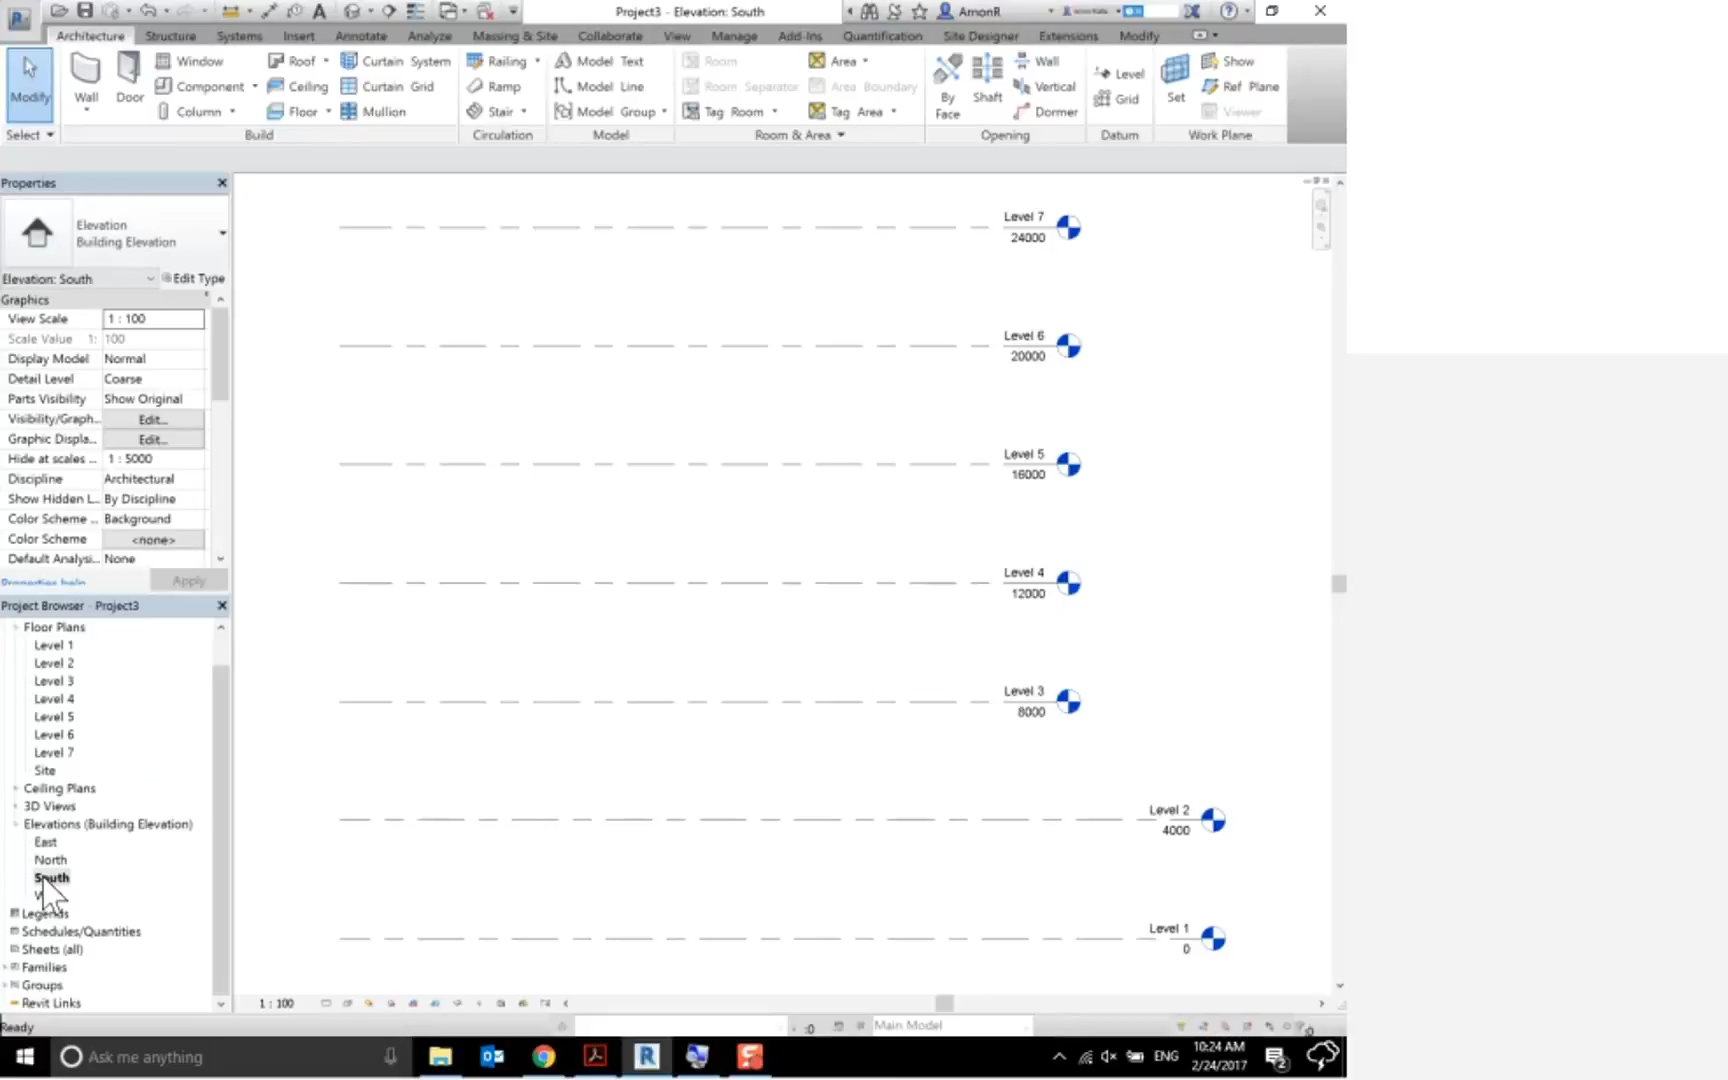 Project3 - Elevation: South
AmonR
Architecture Structure Systems Insert Annotate Analyze Massing & Site Collaborate View Manage Add-Ins Quantification Site Designer Extensions Modify
Modify Wall Door Window Component Column Roof Ceiling Floor Curtain System Curtain Grid Mullion
Railing Ramp Stair Model Text Model Line Model Group
Room Room Separator Tag Room Area Area Boundary Tag Area
By Face Shaft Wall Vertical Dormer Level Grid Set Show Ref Plane Viewer
Select Build Circulation Model Room & Area Opening Datum Work Plane
Properties
Elevation
Building Elevation
Elevation: South Edit Type
Graphics
View Scale 1 : 100
Scale Value 1: 100
Display Model Normal
Detail Level Coarse
Parts Visibility Show Original
Visibility/Graph... Edit...
Graphic Displa... Edit...
Hide at scales ... 1 : 5000
Discipline Architectural
Show Hidden L... By Discipline
Color Scheme ... Background
Color Scheme <none>
Default Analysi... None
Properties help Apply
Project Browser - Project3
Floor Plans
Level 1
Level 2
Level 3
Level 4
Level 5
Level 6
Level 7
Site
Ceiling Plans
3D Views
Elevations (Building Elevation)
East
North
South
Legends
Schedules/Quantities
Sheets (all)
Families
Groups
Revit Links
Level 7
24000
Level 6
20000
Level 5
16000
Level 4
12000
Level 3
8000
Level 2
4000
Level 1
0
1 : 100
Ready
:0 Main Model :0
Ask me anything
ENG
10:24 AM
2/24/2017
2